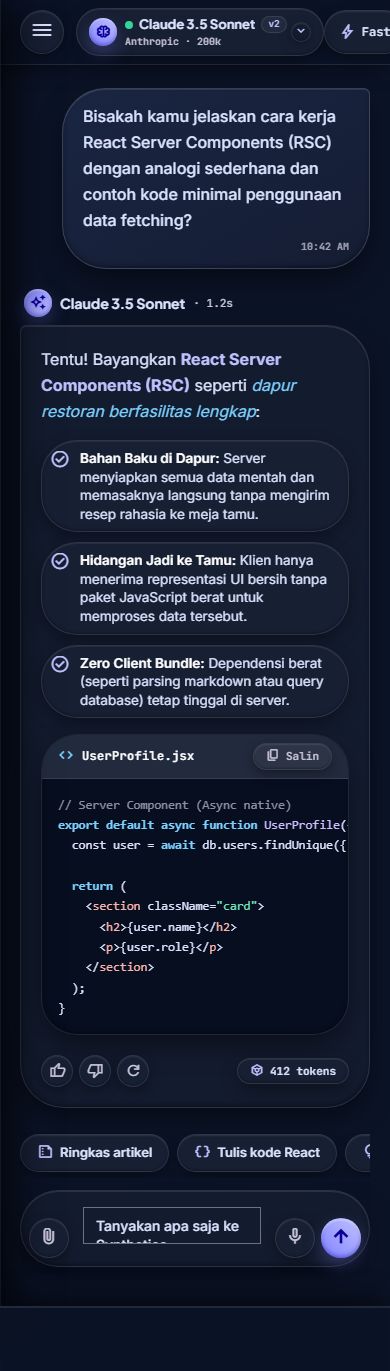 Claude 3.5 Sonnet v2
Anthropic · 200k
Fast
Bisakah kamu jelaskan cara kerja
React Server Components (RSC)
dengan analogi sederhana dan
contoh kode minimal penggunaan
data fetching?
10:42 AM
Claude 3.5 Sonnet · 1.2s
Tentu! Bayangkan React Server
Components (RSC) seperti dapur
restoran berfasilitas lengkap:
Bahan Baku di Dapur: Server
menyiapkan semua data mentah dan
memasaknya langsung tanpa mengirim
resep rahasia ke meja tamu.
Hidangan Jadi ke Tamu: Klien hanya
menerima representasi UI bersih tanpa
paket JavaScript berat untuk
memproses data tersebut.
Zero Client Bundle: Dependensi berat
(seperti parsing markdown atau query
database) tetap tinggal di server.
<> UserProfile.jsx Salin
// Server Component (Async native)
export default async function UserProfile(
const user = await db.users.findUnique({
return (
<section className="card">
<h2>{user.name}</h2>
<p>{user.role}</p>
</section>
);
}
412 tokens
Ringkas artikel {} Tulis kode React
Tanyakan apa saja ke